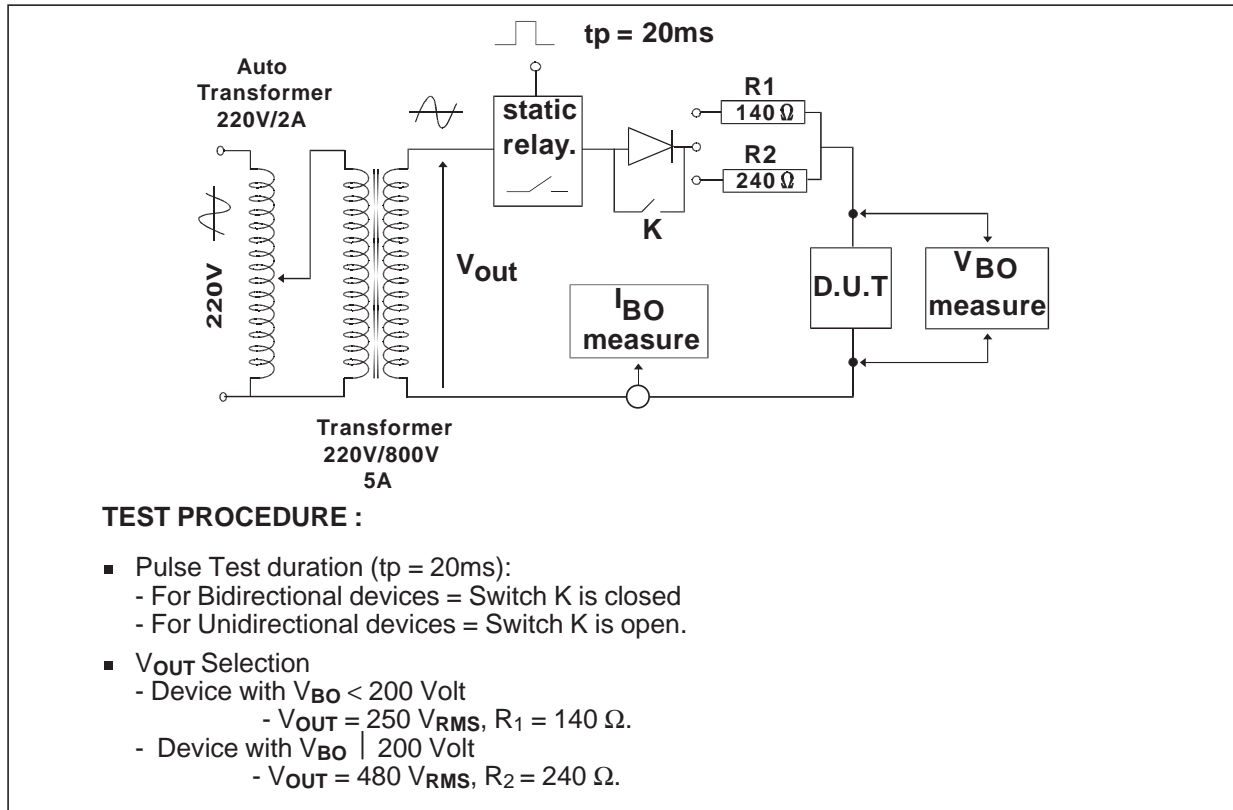 tp = 20ms
Auto
Transformer
220V/2A
static
relay.
R1
140 Ω
R2
240 Ω
K
220V
Vout
IBO
measure
D.U.T
VBO
measure
Transformer
220V/800V
5A
TEST PROCEDURE :
■ Pulse Test duration (tp = 20ms):
- For Bidirectional devices = Switch K is closed
- For Unidirectional devices = Switch K is open.
■ VOUT Selection
- Device with VBO < 200 Volt
- VOUT = 250 VRMS, R1 = 140 Ω.
- Device with VBO | 200 Volt
- VOUT = 480 VRMS, R2 = 240 Ω.